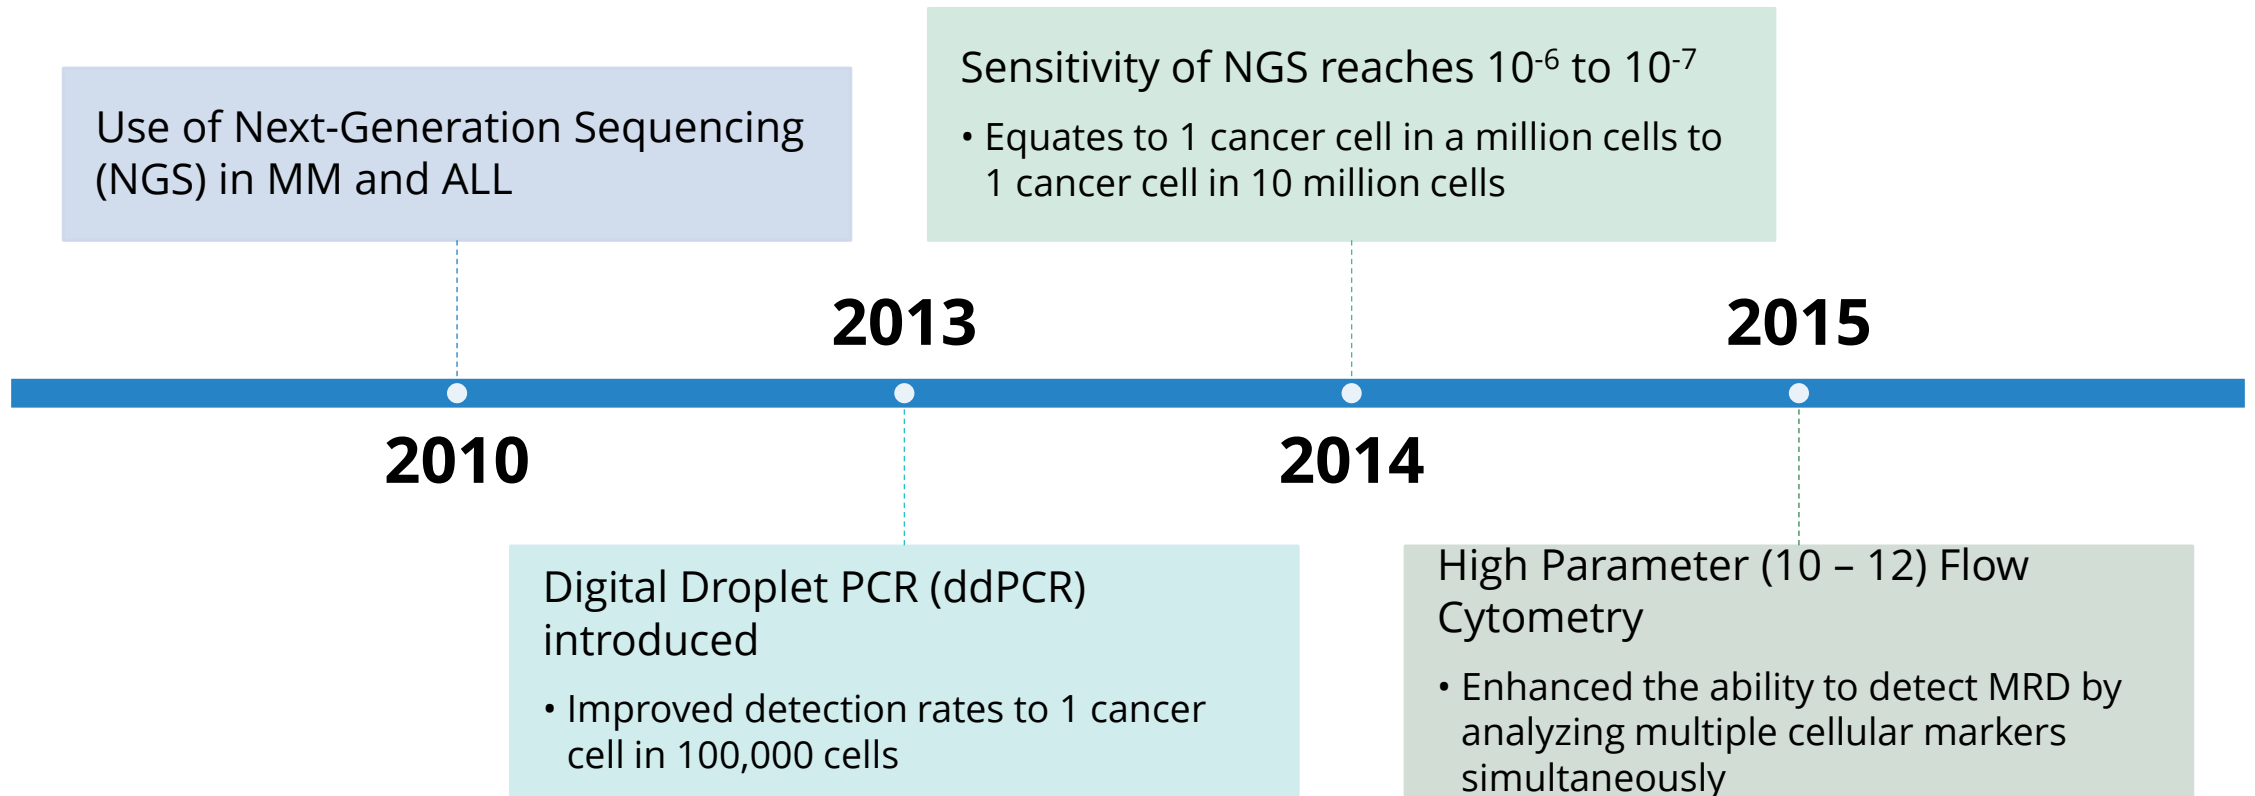 Use of Next-Generation Sequencing
(NGS) in MM and ALL
2010
2013
Digital Droplet PCR (ddPCR)
introduced
• Improved detection rates to 1 cancer
cell in 100,000 cells
Sensitivity of NGS reaches 10⁻⁶ to 10⁻⁷
• Equates to 1 cancer cell in a million cells to
1 cancer cell in 10 million cells
2014
2015
High Parameter (10 – 12) Flow
Cytometry
• Enhanced the ability to detect MRD by
analyzing multiple cellular markers
simultaneously